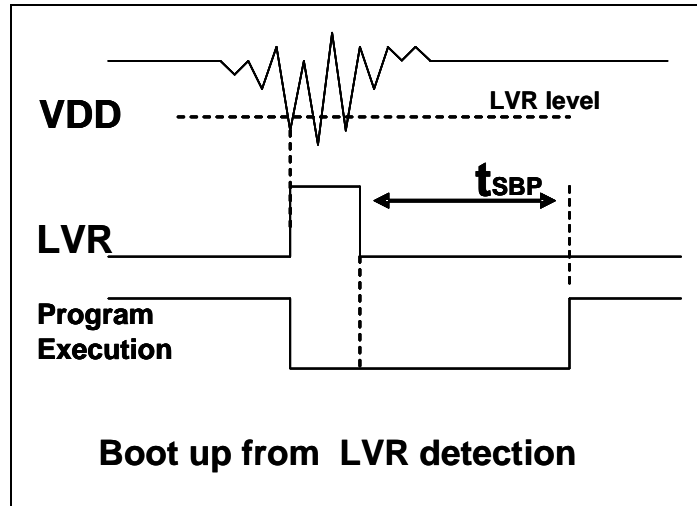 LVR level
VDD
tSBP
LVR
Program
Execution
Boot up from LVR detection